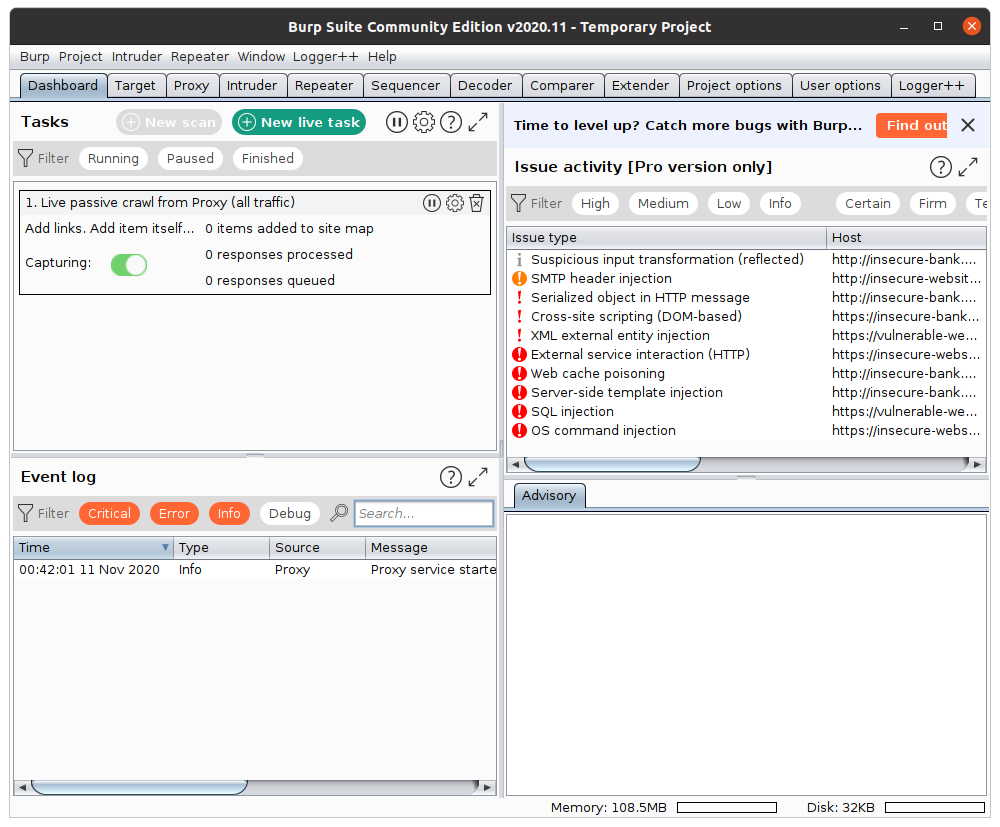 Burp Suite Community Edition v2020.11 - Temporary Project
Burp Project Intruder Repeater Window Logger++ Help
Dashboard Target Proxy Intruder Repeater Sequencer Decoder Comparer Extender Project options User options Logger++
Tasks
New scan
New live task
Filter Running Paused Finished
1. Live passive crawl from Proxy (all traffic)
Add links. Add item itself... 0 items added to site map
Capturing: 0 responses processed
0 responses queued
Event log
Filter Critical Error Info Debug Search...
Time Type Source Message
00:42:01 11 Nov 2020 Info Proxy Proxy service starte
Time to level up? Catch more bugs with Burp... Find out
Issue activity [Pro version only]
Filter High Medium Low Info Certain Firm Te
Issue type Host
Suspicious input transformation (reflected) http://insecure-bank....
SMTP header injection http://insecure-websit...
Serialized object in HTTP message http://insecure-bank....
Cross-site scripting (DOM-based) https://insecure-bank...
XML external entity injection https://vulnerable-we...
External service interaction (HTTP) https://insecure-webs...
Web cache poisoning http://insecure-bank....
Server-side template injection http://insecure-bank....
SQL injection https://vulnerable-we...
OS command injection https://insecure-webs...
Advisory
Memory: 108.5MB Disk: 32KB